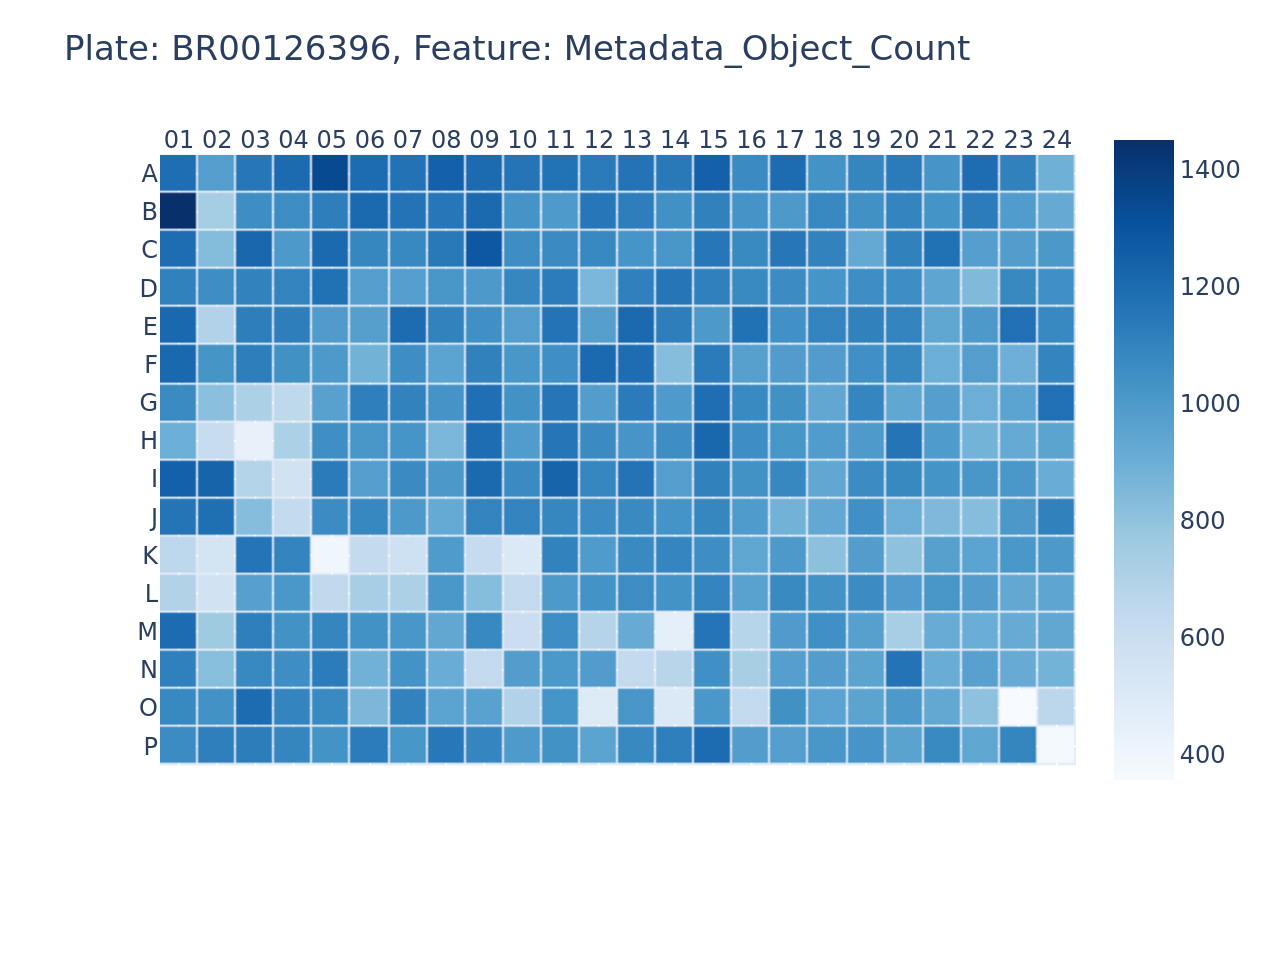 Plate: BR00126396, Feature: Metadata_Object_Count
01 02 03 04 05 06 07 08 09 10 11 12 13 14 15 16 17 18 19 20 21 22 23 24
A
B
C
D
E
F
G
H
I
J
K
L
M
N
O
P
1400
1200
1000
800
600
400